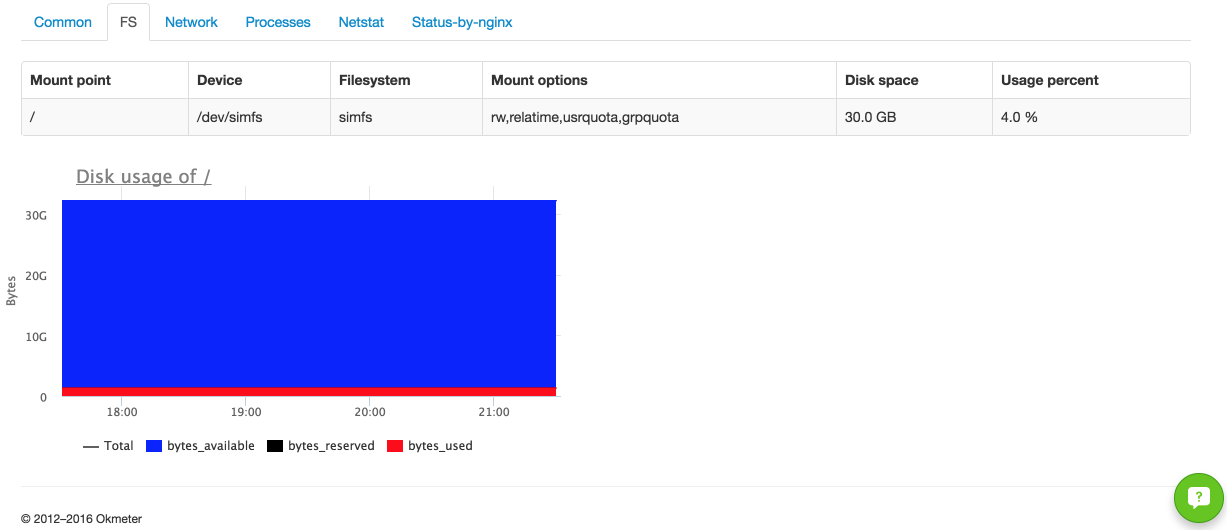 Common FS Network Processes Netstat Status-by-nginx
Mount point Device Filesystem Mount options Disk space Usage percent
/ /dev/simfs simfs rw,relatime,usrquota,grpquota 30.0 GB 4.0 %
Disk usage of /
30G
20G
Bytes
10G
0
18:00 19:00 20:00 21:00
Total bytes_available bytes_reserved bytes_used
?
© 2012–2016 Okmeter